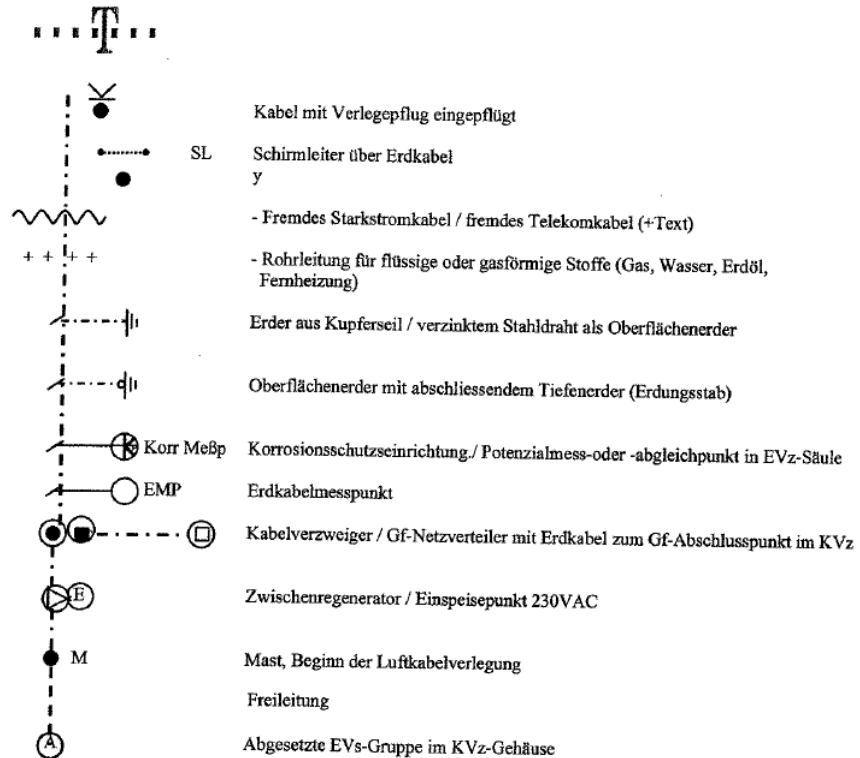 T
Kabel mit Verlegepflug eingepflügt
SL Schirmleiter über Erdkabel
y
- Fremdes Starkstromkabel / fremdes Telekomkabel (+Text)
+ + + + - Rohrleitung für flüssige oder gasförmige Stoffe (Gas, Wasser, Erdöl,
Fernheizung)
Erder aus Kupferseil / verzinktem Stahldraht als Oberflächenerder
Oberflächenerder mit abschliessendem Tiefenerder (Erdungsstab)
K Korr Meßp Korrosionsschutzeinrichtung./ Potenzialmess-oder -abgleichpunkt in EVz-Säule
EMP Erdkabelmesspunkt
Kabelverzweiger / Gf-Netzverteiler mit Erdkabel zum Gf-Abschlusspunkt im KVz
E Zwischenregenerator / Einspeisepunkt 230VAC
M Mast, Beginn der Luftkabelverlegung
Freileitung
A Abgesetzte EVs-Gruppe im KVz-Gehäuse